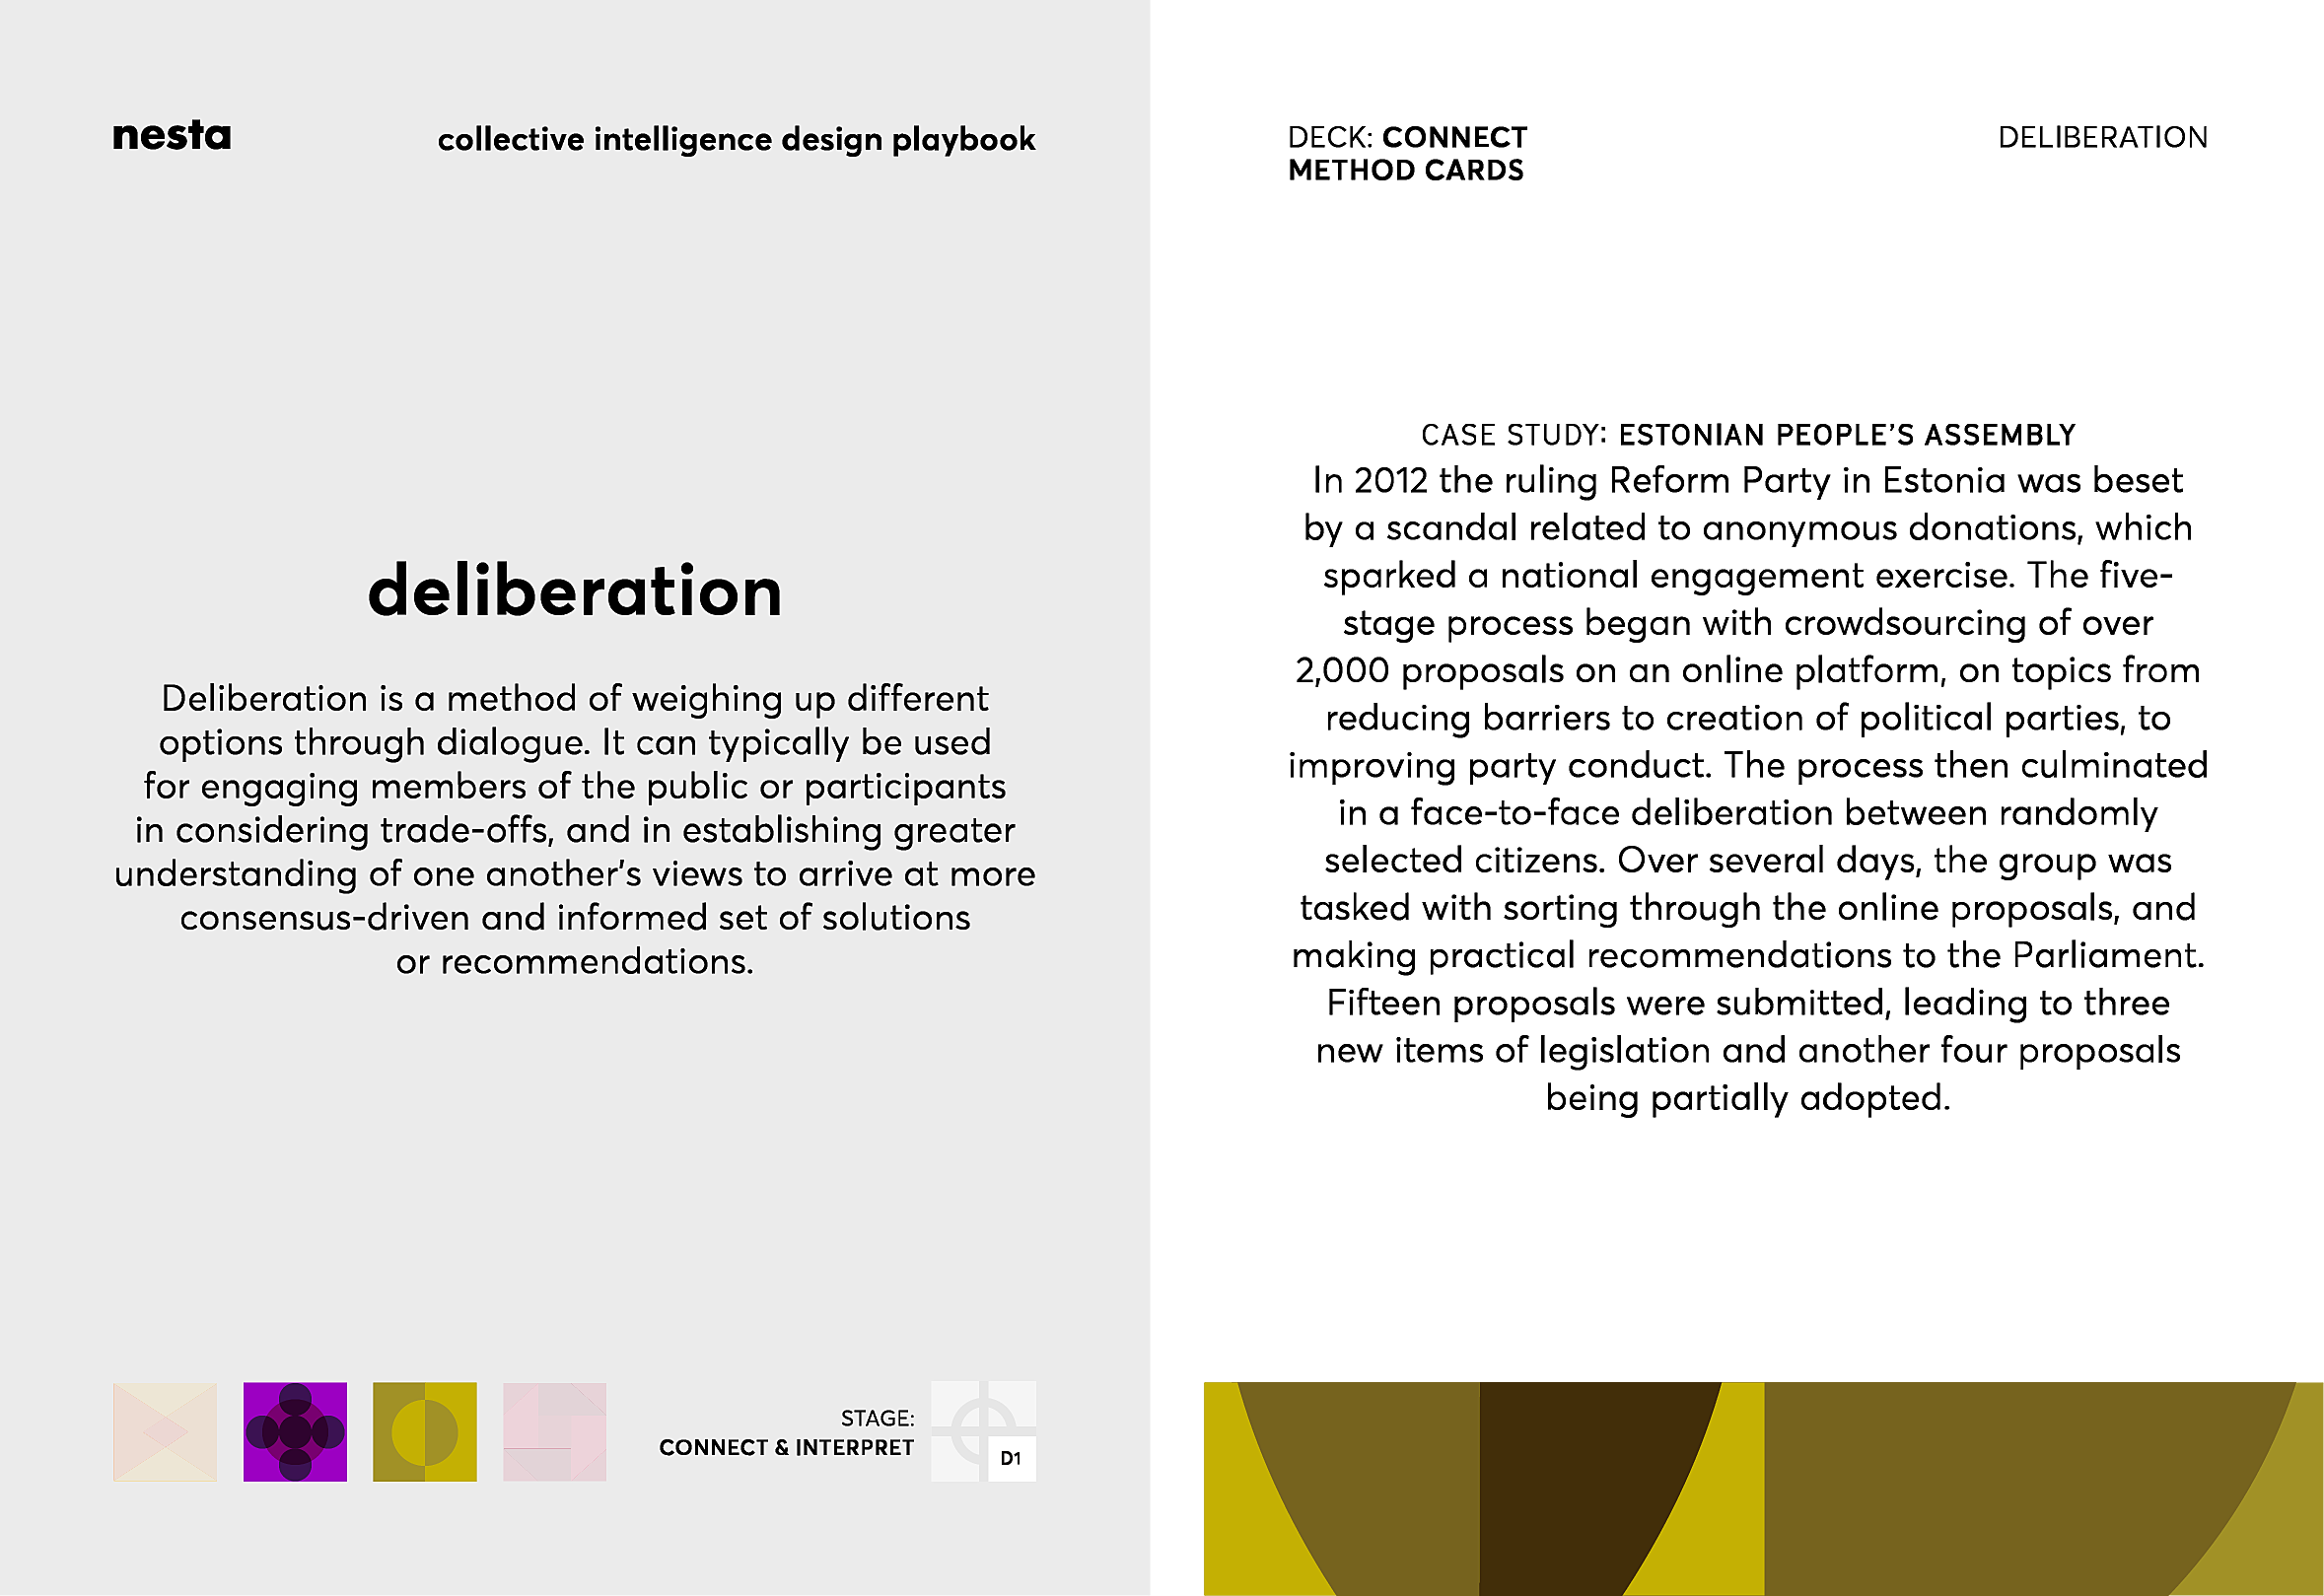 nesta
collective intelligence design playbook
deliberation
Deliberation is a method of weighing up different
options through dialogue. It can typically be used
for engaging members of the public or participants
in considering trade-offs, and in establishing greater
understanding of one another’s views to arrive at more
consensus-driven and informed set of solutions
or recommendations.
STAGE:
CONNECT & INTERPRET
D1
DECK: CONNECT
METHOD CARDS
DELIBERATION
CASE STUDY: ESTONIAN PEOPLE’S ASSEMBLY
In 2012 the ruling Reform Party in Estonia was beset
by a scandal related to anonymous donations, which
sparked a national engagement exercise. The five-
stage process began with crowdsourcing of over
2,000 proposals on an online platform, on topics from
reducing barriers to creation of political parties, to
improving party conduct. The process then culminated
in a face-to-face deliberation between randomly
selected citizens. Over several days, the group was
tasked with sorting through the online proposals, and
making practical recommendations to the Parliament.
Fifteen proposals were submitted, leading to three
new items of legislation and another four proposals
being partially adopted.